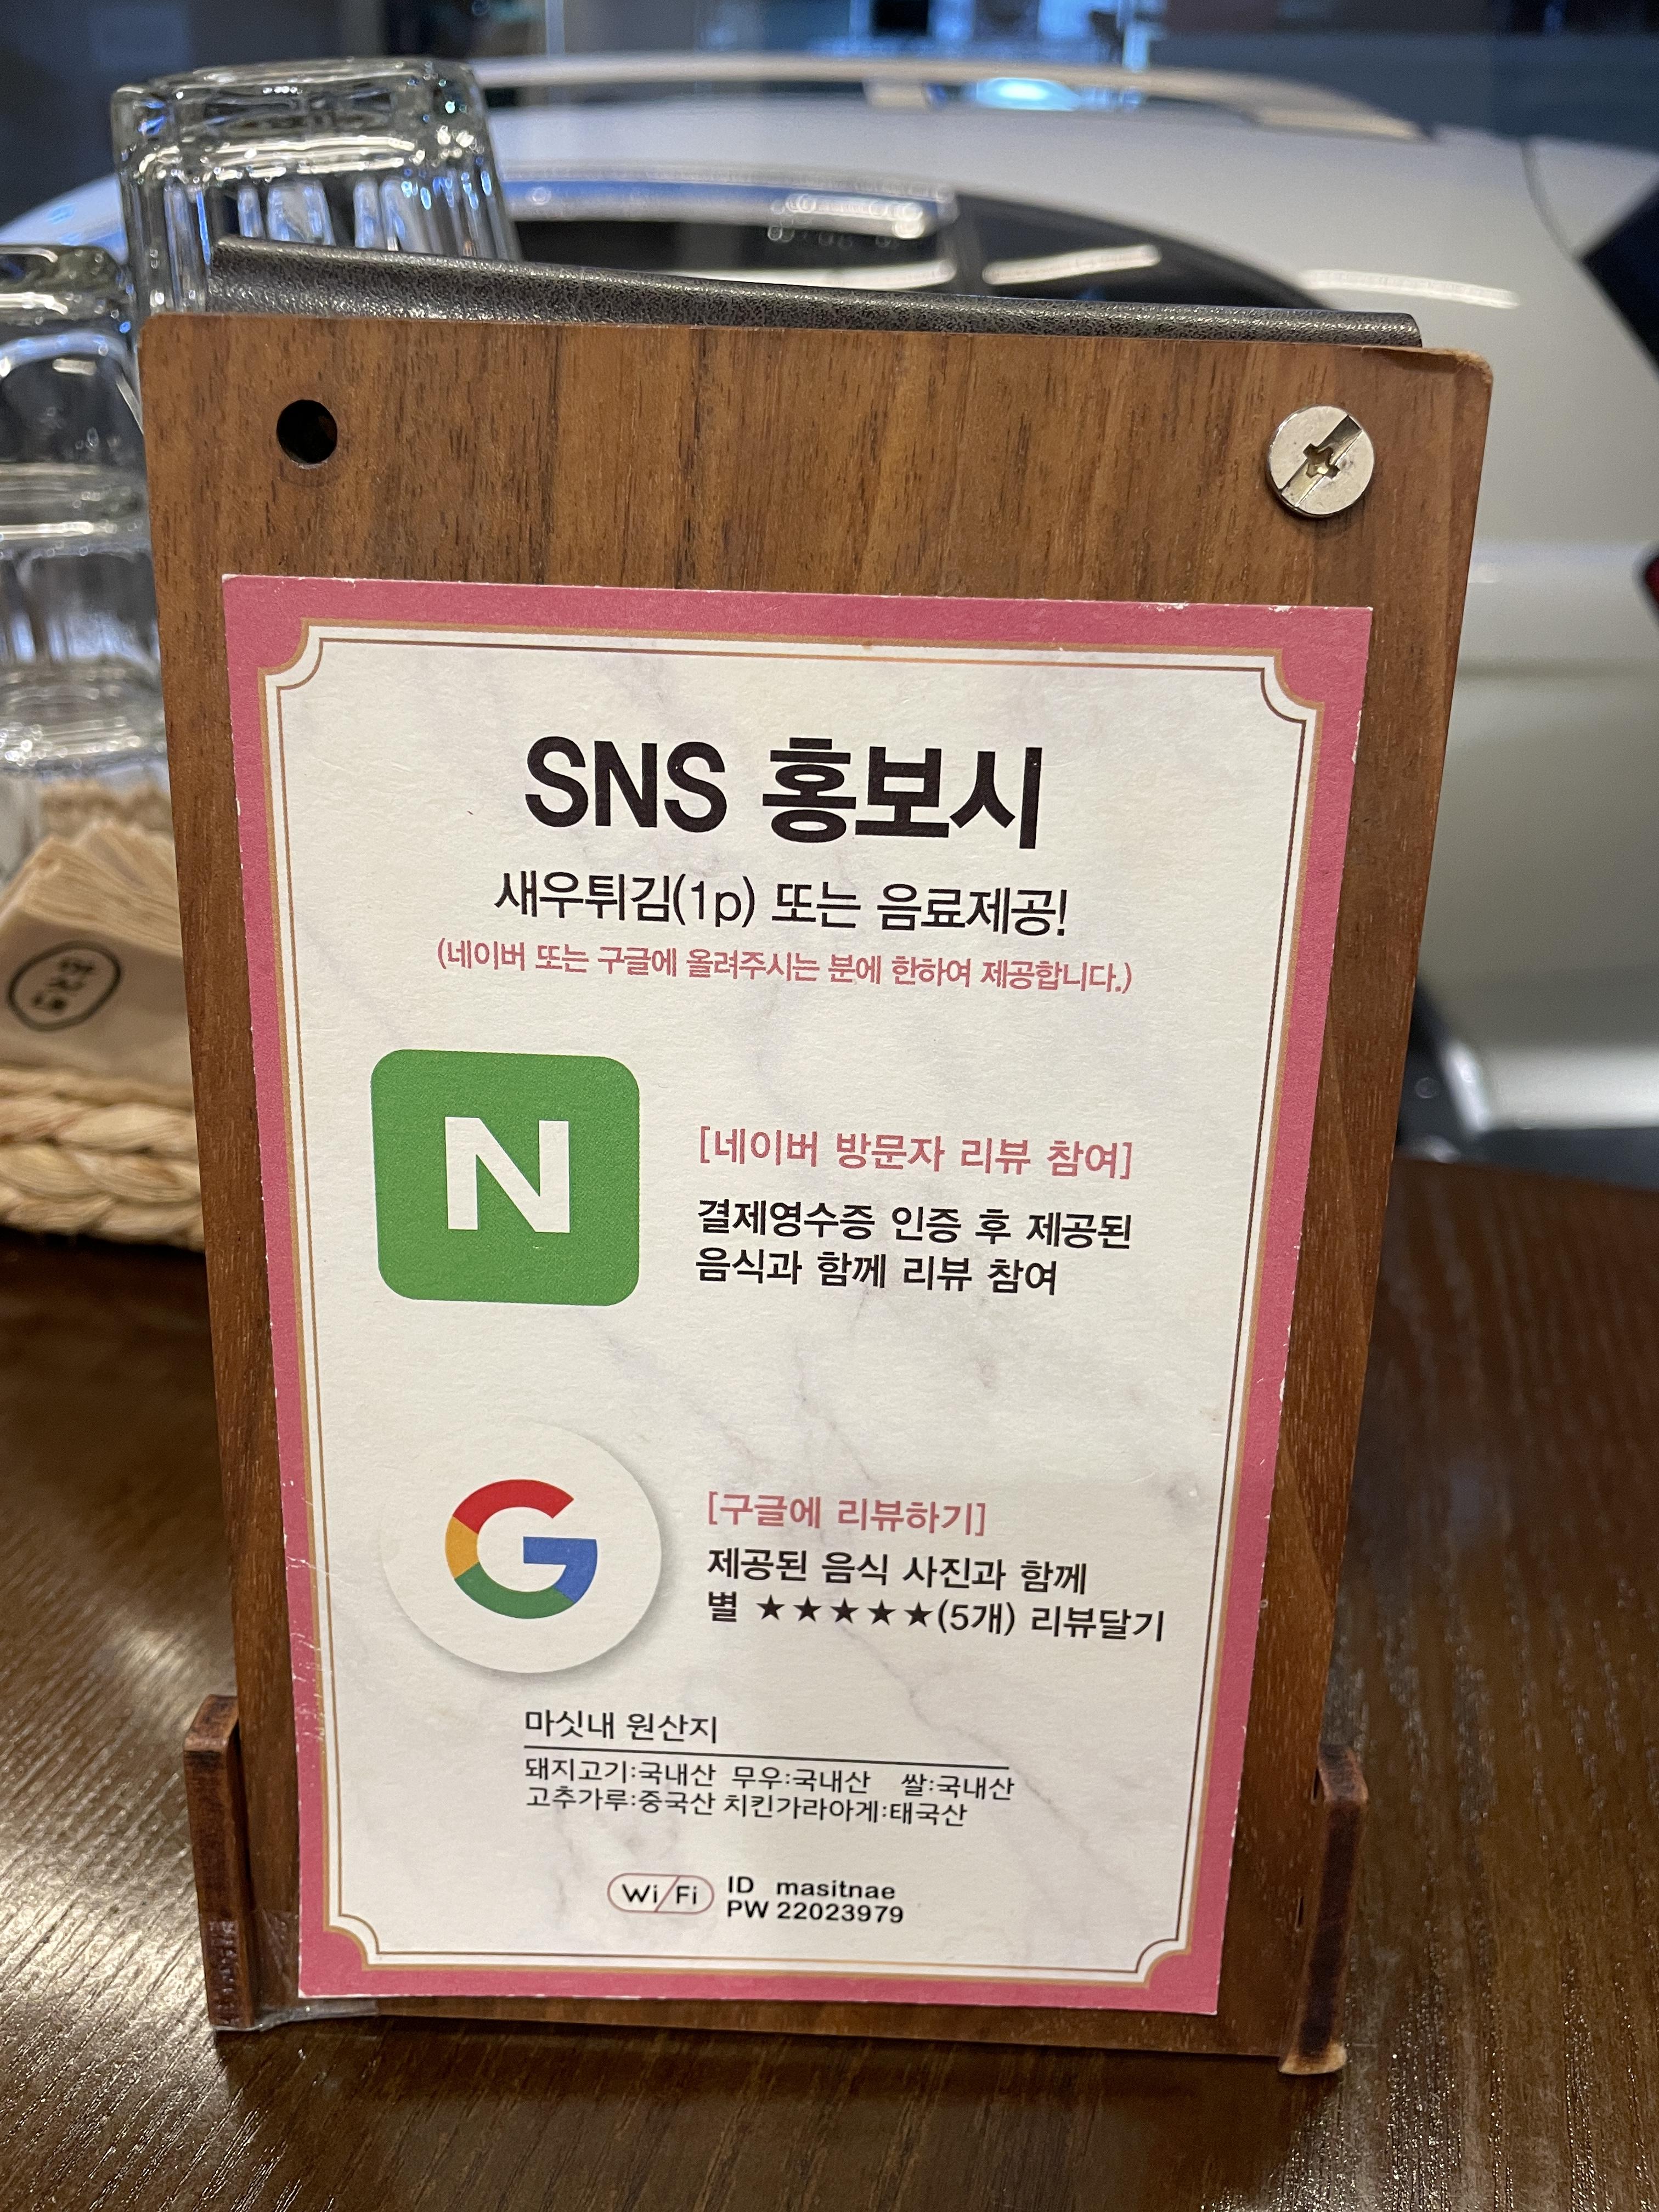 SNS 홍보시
새우튀김(1p) 또는 음료제공!
(네이버 또는 구글에 올려주시는 분에 한하여 제공합니다.)
N
[네이버 방문자 리뷰 참여]
결제영수증 인증 후 제공된
음식과 함께 리뷰 참여
G
[구글에 리뷰하기]
제공된 음식 사진과 함께
별 ★★★★★(5개) 리뷰달기
마싯내 원산지
돼지고기:국내산 무우:국내산 쌀:국내산
고추가루:중국산 치킨가라아게:태국산
Wi/Fi ID masitnae
PW 22023979